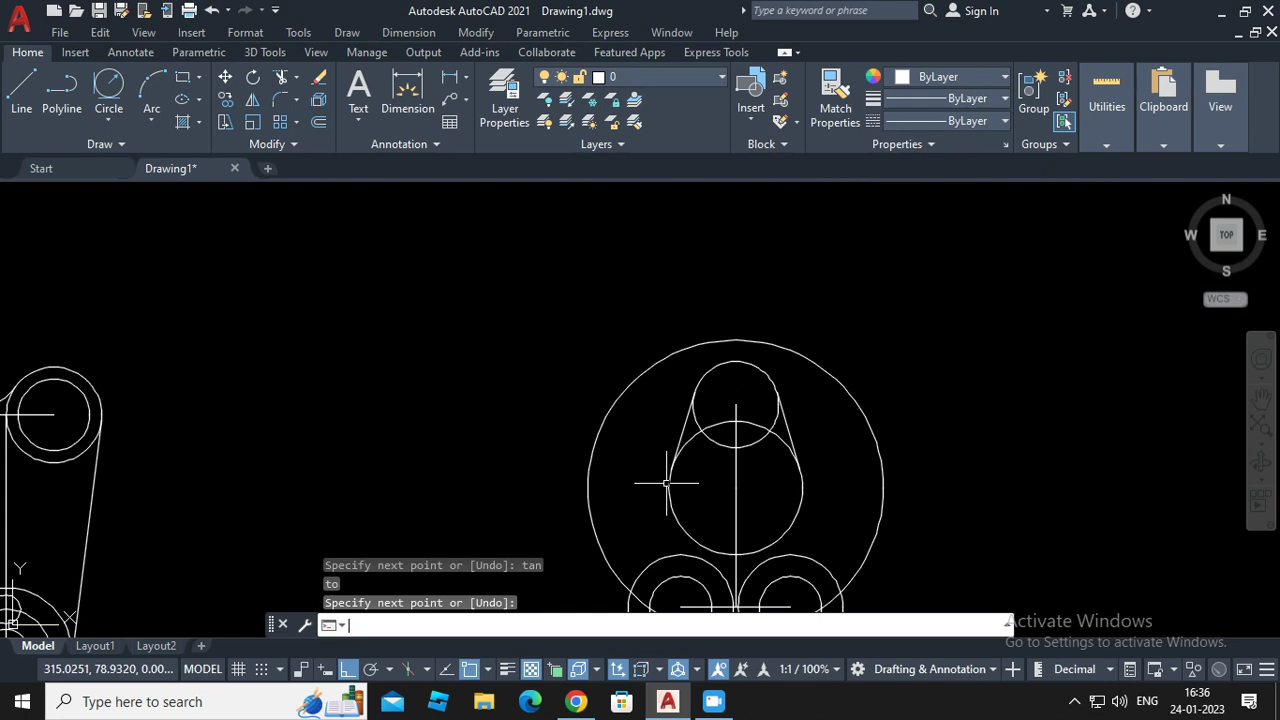 Autodesk AutoCAD 2021 Drawing1.dwg
Type a keyword or phrase
Sign In
File Edit View Insert Format Tools Draw Dimension Modify Parametric Express Window Help
Home Insert Annotate Parametric 3D Tools View Manage Output Add-ins Collaborate Featured Apps Express Tools
0
ByLayer
ByLayer
ByLayer
Line Polyline Circle Arc
Text Dimension
Layer
Properties
Insert
Match
Properties
Group
Utilities
Clipboard
View
Draw
Modify
Annotation
Layers
Block
Properties
Groups
Start
Drawing1*
N
W TOP E
S
WCS
Y
X
Specify next point or [Undo]: tan
to
Specify next point or [Undo]:
Activate Windows
Go to Settings to activate Windows.
Model Layout1 Layout2
315.0251, 78.9320, 0.00...
MODEL
1:1 / 100%
Drafting & Annotation
Decimal
Type here to search
ENG
16:36
24-01-2023